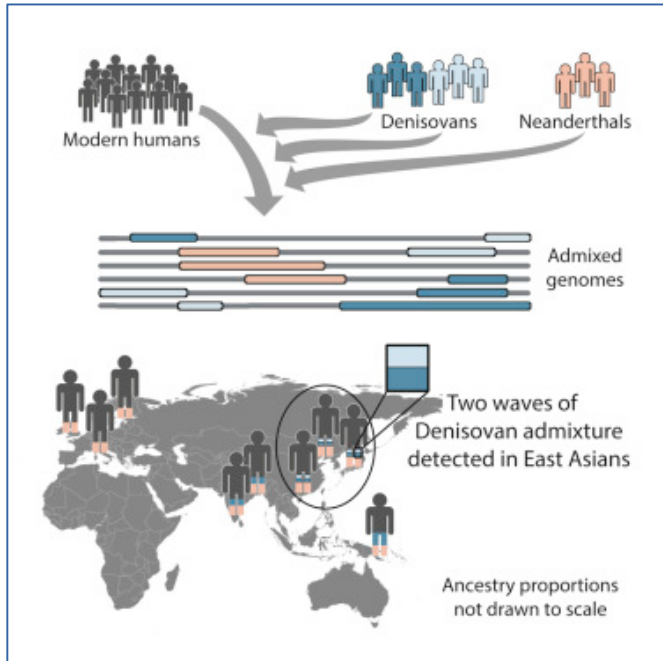 Modern humans
Denisovans
Neanderthals
Admixed
genomes
Two waves of
Denisovan admixture
detected in East Asians
Ancestry proportions
not drawn to scale